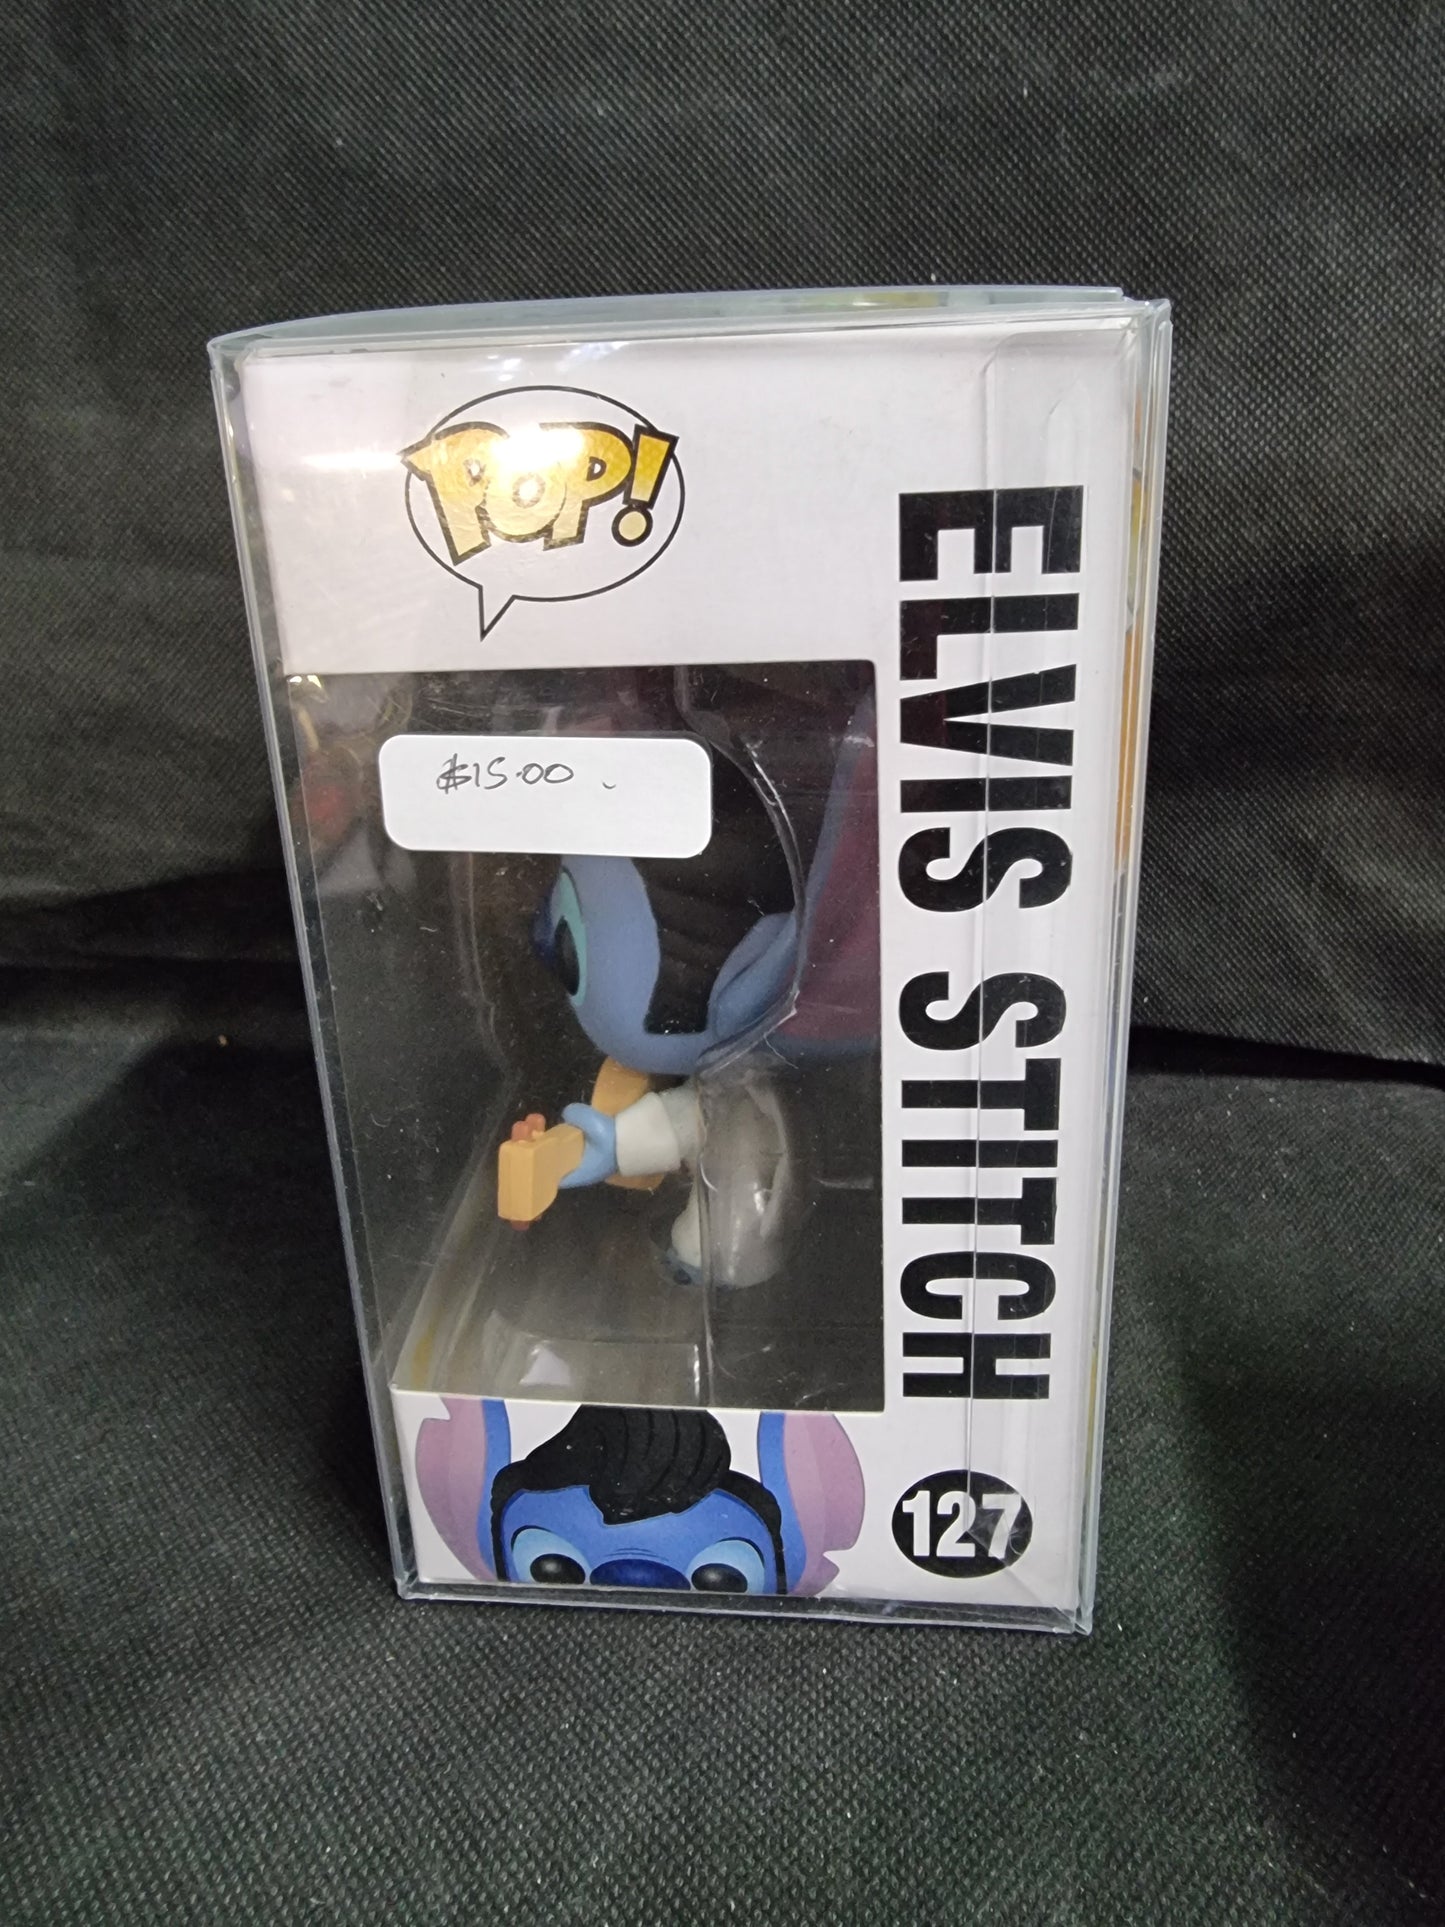 POP!
$15.00
ELVIS STITCH
127